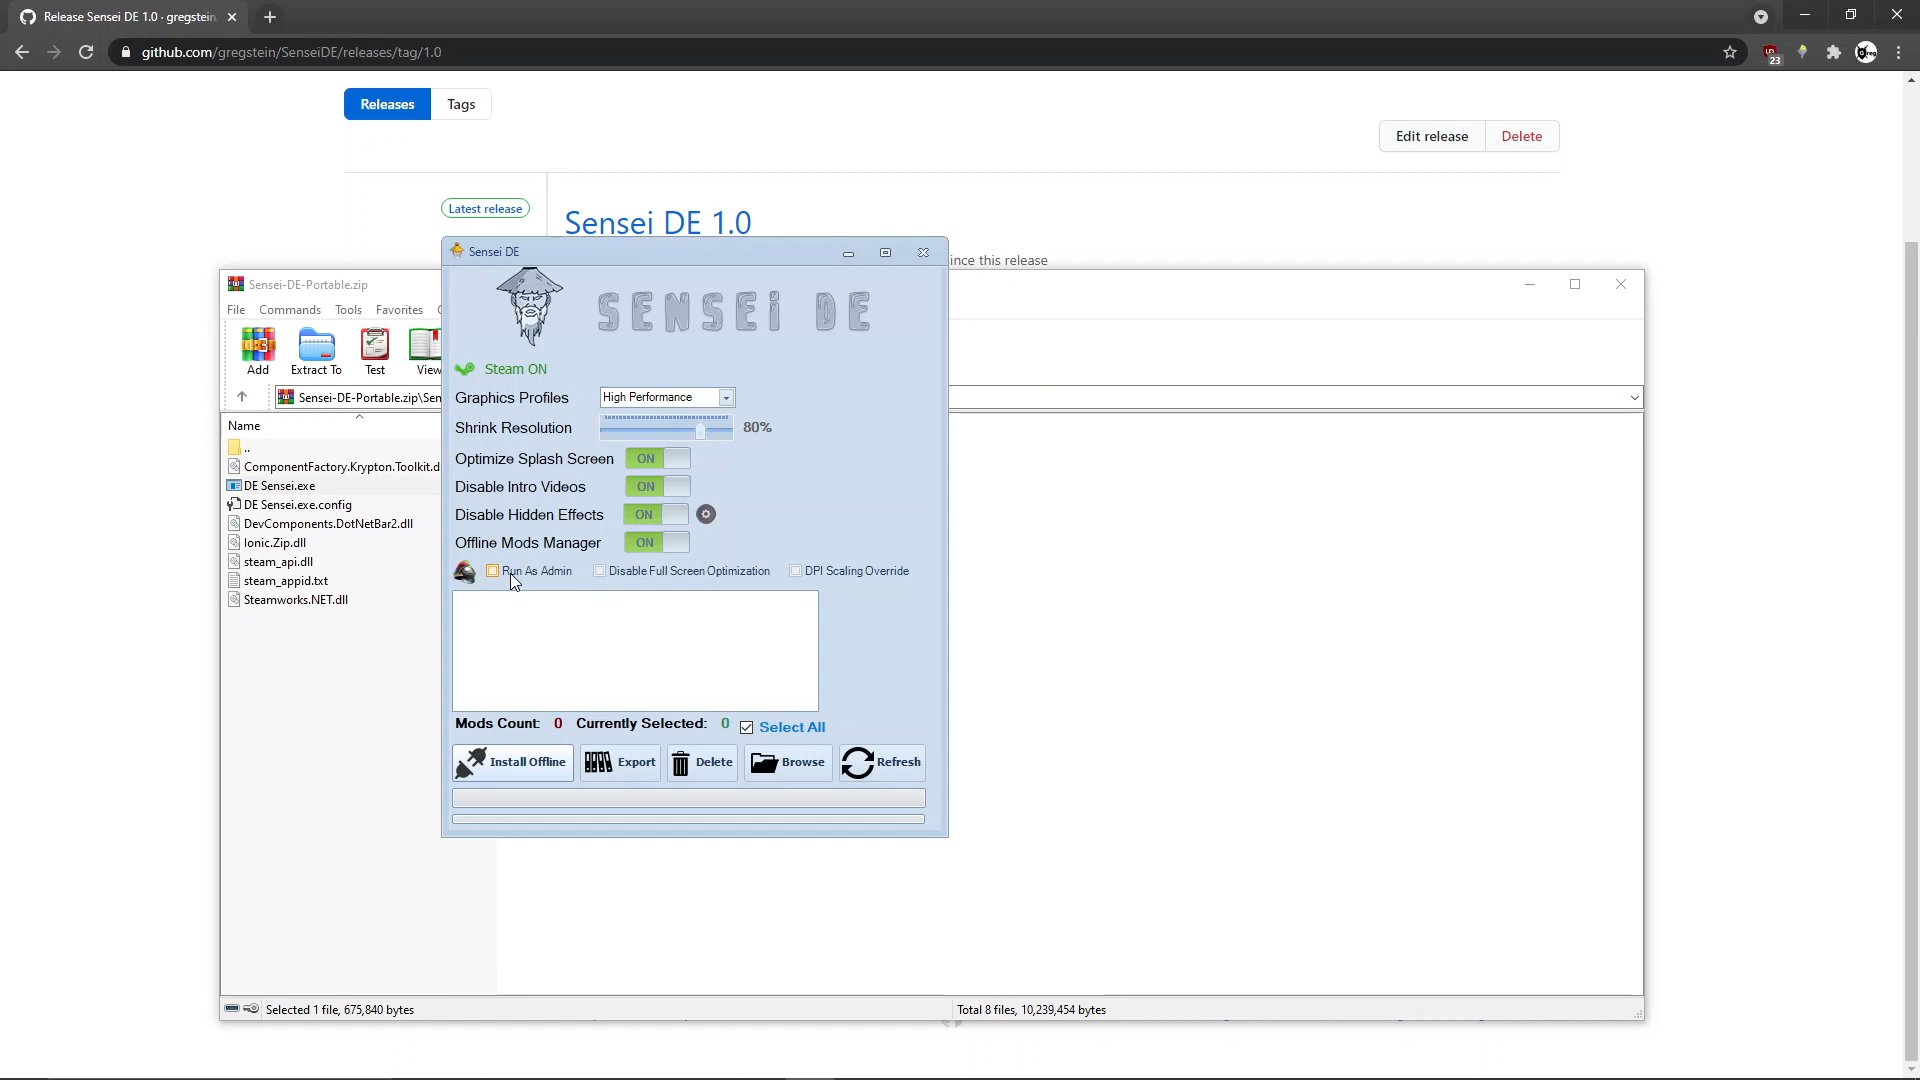 Release Sensei DE 1.0 · gregstein
github.com/gregstein/SenseiDE/releases/tag/1.0
23
Releases
Tags
Edit release
Delete
Latest release
Sensei DE 1.0
ince this release
Sensei-DE-Portable.zip
File
Commands
Tools
Favorites
Add
Extract To
Test
View
Sensei-DE-Portable.zip\Sen
Name
..
ComponentFactory.Krypton.Toolkit.d
DE Sensei.exe
DE Sensei.exe.config
DevComponents.DotNetBar2.dll
Ionic.Zip.dll
steam_api.dll
steam_appid.txt
Steamworks.NET.dll
Selected 1 file, 675,840 bytes
Total 8 files, 10,239,454 bytes
Sensei DE
SENSEi DE
Steam ON
Graphics Profiles
High Performance
Shrink Resolution
80%
Optimize Splash Screen
ON
Disable Intro Videos
ON
Disable Hidden Effects
ON
Offline Mods Manager
ON
Run As Admin
Disable Full Screen Optimization
DPI Scaling Override
Mods Count: 0 Currently Selected: 0
Select All
Install Offline
Export
Delete
Browse
Refresh